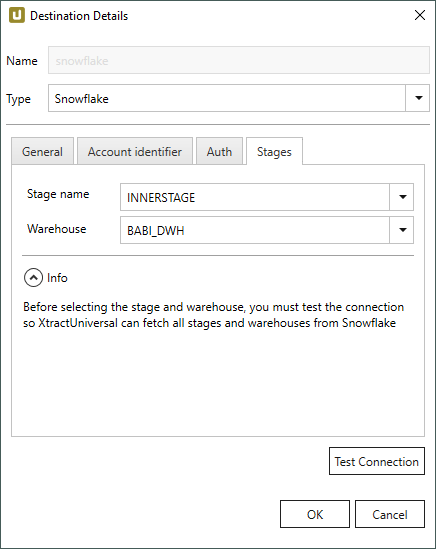 Destination Details
Name
snowflake
Type
Snowflake
General
Account identifier
Auth
Stages
Stage name
INNERSTAGE
Warehouse
BABI_DWH
Info
Before selecting the stage and warehouse, you must test the connection
so XtractUniversal can fetch all stages and warehouses from Snowflake
Test Connection
OK
Cancel